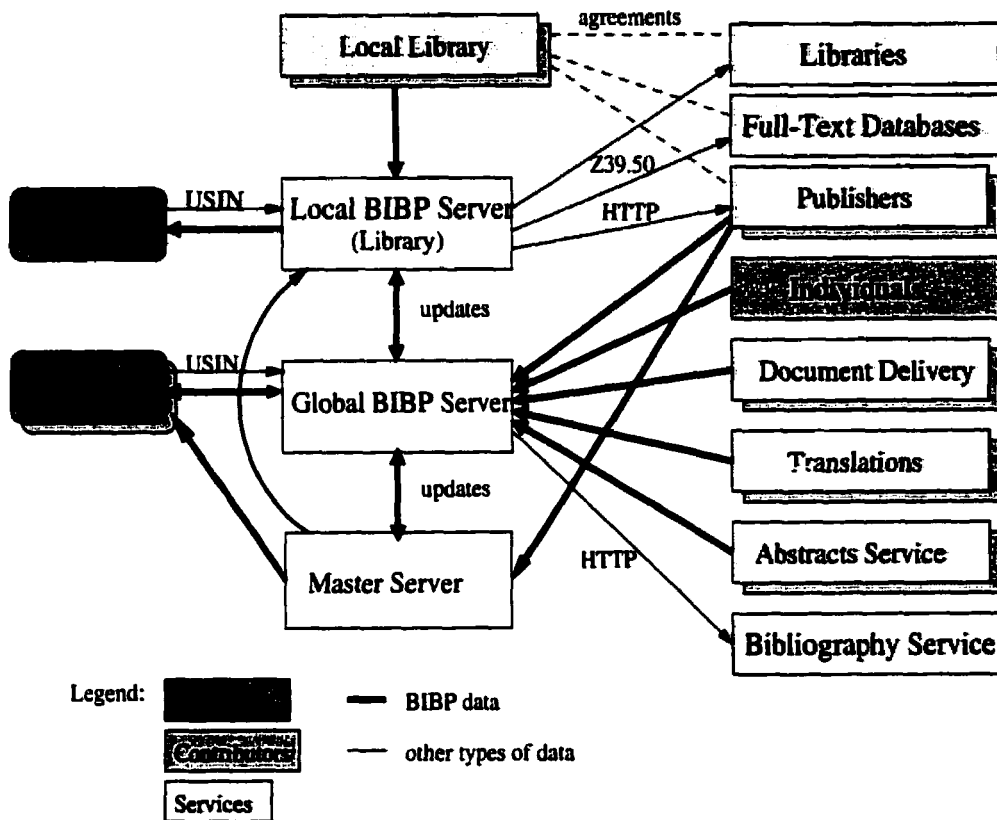 agreements
Local Library
Libraries
Full-Text Databases
Z39.50
USIN
Local BIBP Server
(Library)
HTTP
Publishers
Individuals
updates
USIN
Global BIBP Server
Document Delivery
Translations
updates
Abstracts Service
HTTP
Master Server
Bibliography Service
Legend:
BIBP data
Contributors
other types of data
Services